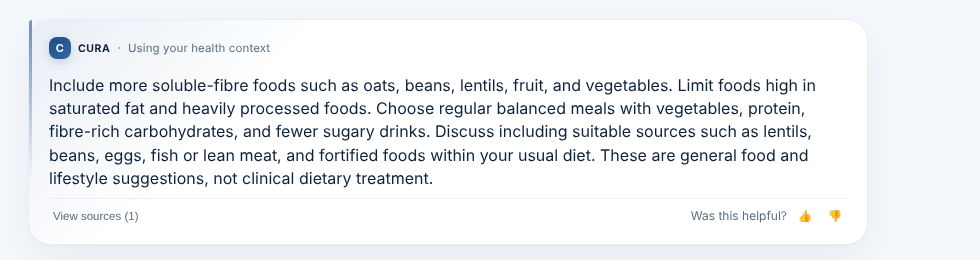 C CURA · Using your health context
Include more soluble-fibre foods such as oats, beans, lentils, fruit, and vegetables. Limit foods high in
saturated fat and heavily processed foods. Choose regular balanced meals with vegetables, protein,
fibre-rich carbohydrates, and fewer sugary drinks. Discuss including suitable sources such as lentils,
beans, eggs, fish or lean meat, and fortified foods within your usual diet. These are general food and
lifestyle suggestions, not clinical dietary treatment.
View sources (1)
Was this helpful? 👍 👎